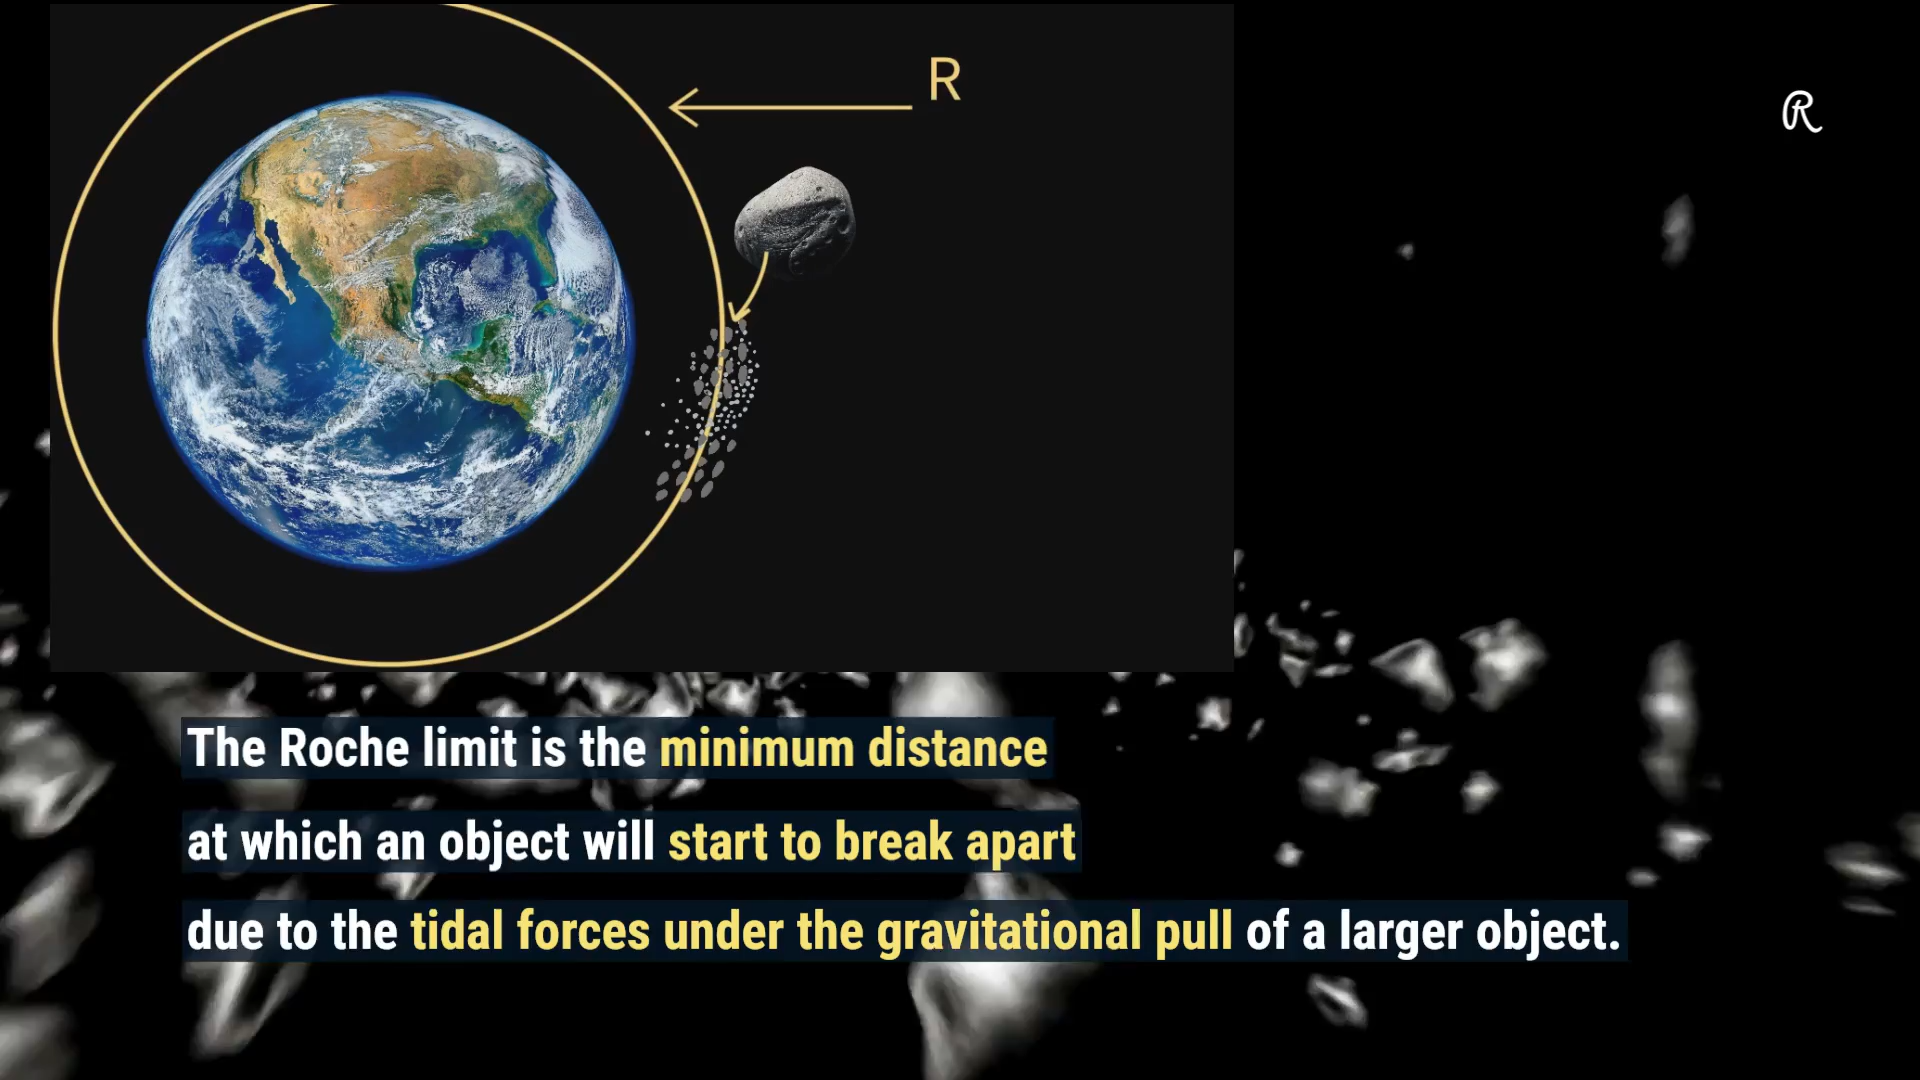 R
R
The Roche limit is the minimum distance
at which an object will start to break apart
due to the tidal forces under the gravitational pull of a larger object.